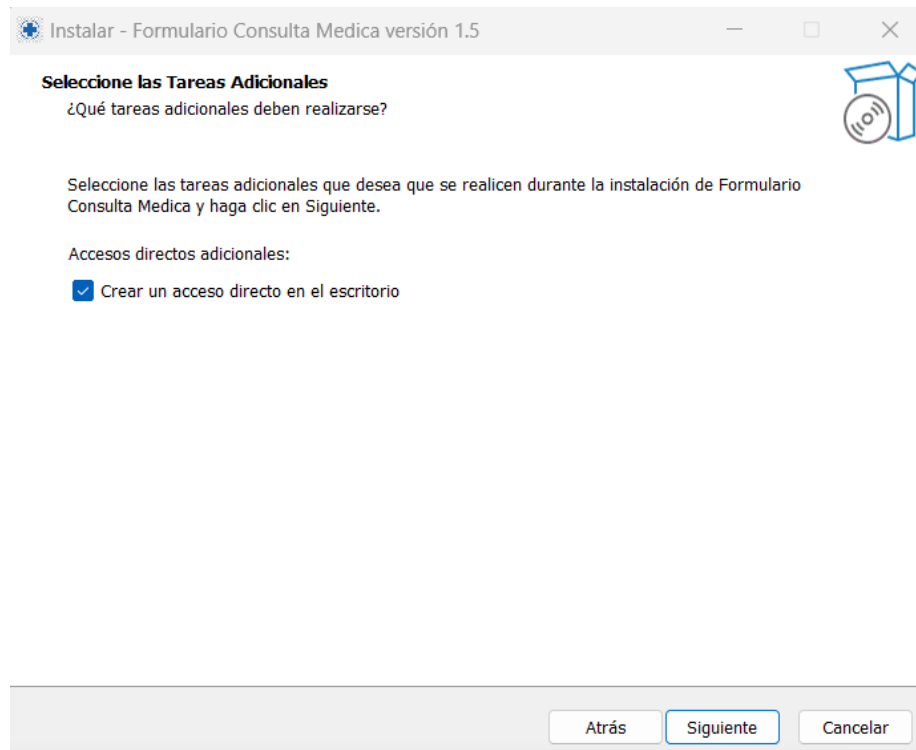 Instalar - Formulario Consulta Medica versión 1.5
Seleccione las Tareas Adicionales
¿Qué tareas adicionales deben realizarse?
Seleccione las tareas adicionales que desea que se realicen durante la instalación de Formulario
Consulta Medica y haga clic en Siguiente.
Accesos directos adicionales:
Crear un acceso directo en el escritorio
Atrás Siguiente Cancelar